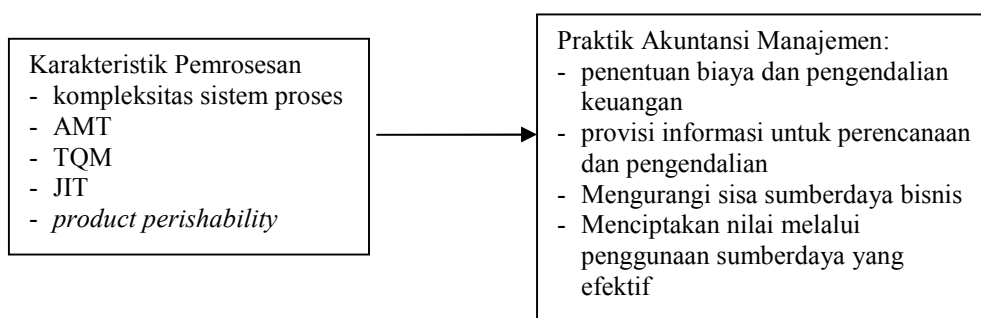 Karakteristik Pemrosesan
- kompleksitas sistem proses
- AMT
- TQM
- JIT
- product perishability
Praktik Akuntansi Manajemen:
- penentuan biaya dan pengendalian
keuangan
- provisi informasi untuk perencanaan
dan pengendalian
- Mengurangi sisa sumberdaya bisnis
- Menciptakan nilai melalui
penggunaan sumberdaya yang
efektif